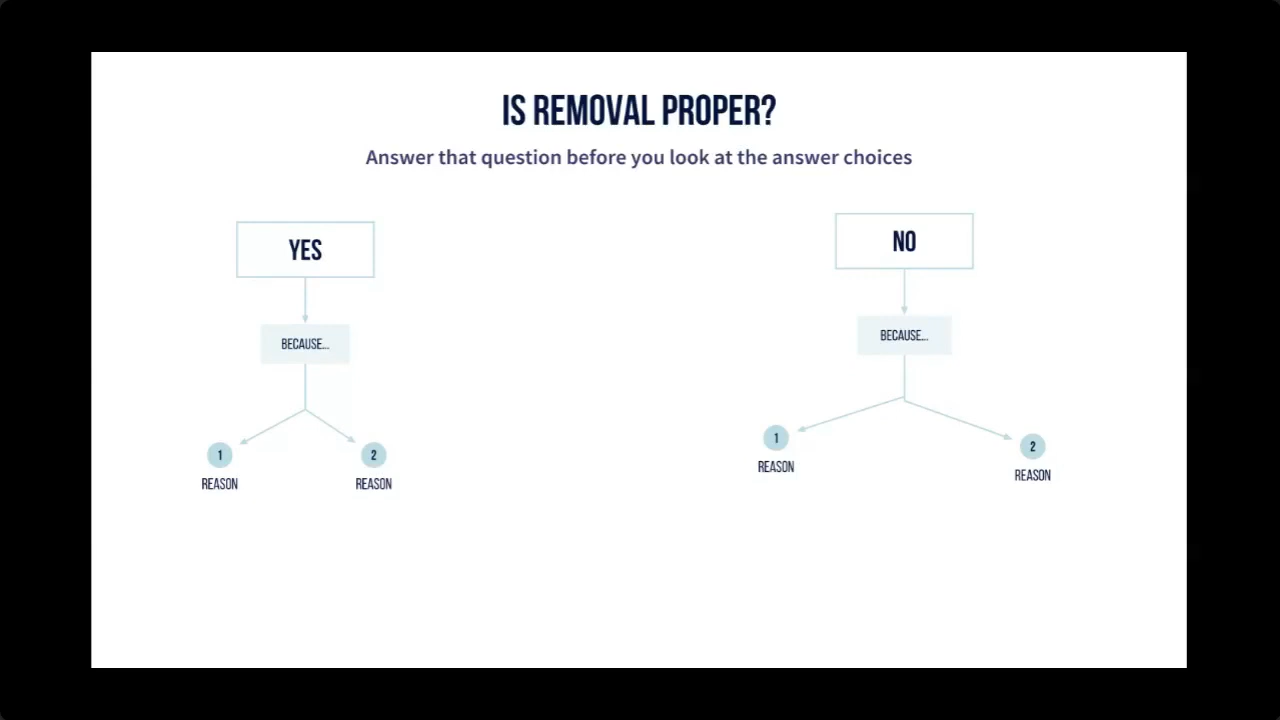 IS REMOVAL PROPER?
Answer that question before you look at the answer choices
YES
BECAUSE...
1
REASON
2
REASON
NO
BECAUSE...
1
REASON
2
REASON